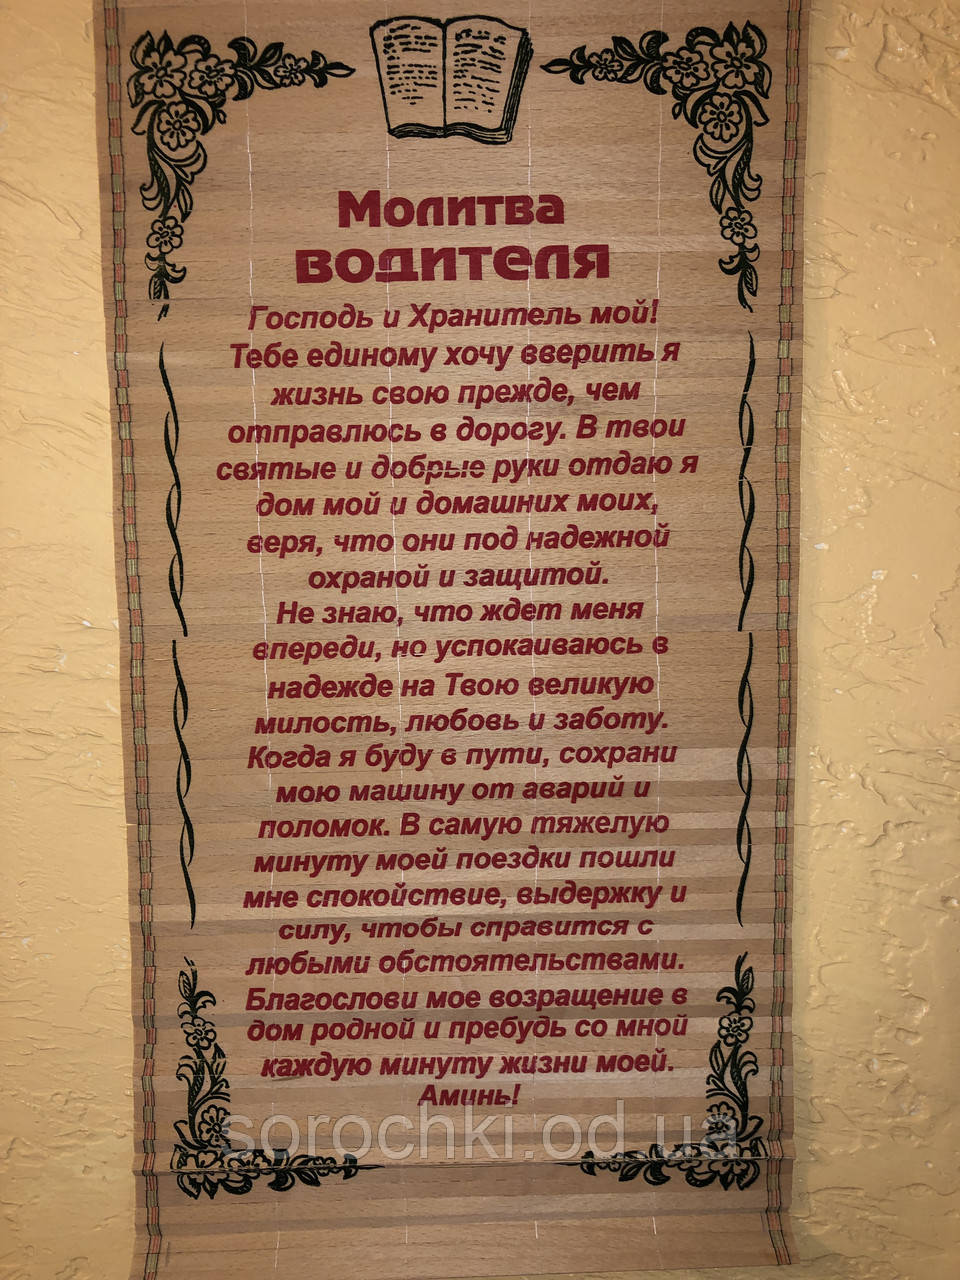 Молитва
водителя
Господь и Хранитель мой!
Тебе единому хочу вверить я
жизнь свою прежде, чем
отправлюсь в дорогу. В твои
святые и добрые руки отдаю я
дом мой и домашних моих,
веря, что они под надежной
охраной и защитой.
Не знаю, что ждет меня
впереди, но успокаиваюсь в
надежде на Твою великую
милость, любовь и заботу.
Когда я буду в пути, сохрани
мою машину от аварий и
поломок. В самую тяжелую
минуту моей поездки пошли
мне спокойствие, выдержку и
силу, чтобы справится с
любыми обстоятельствами.
Благослови мое возращение в
дом родной и пребудь со мной
каждую минуту жизни моей.
Аминь!
sorochki.od.ua